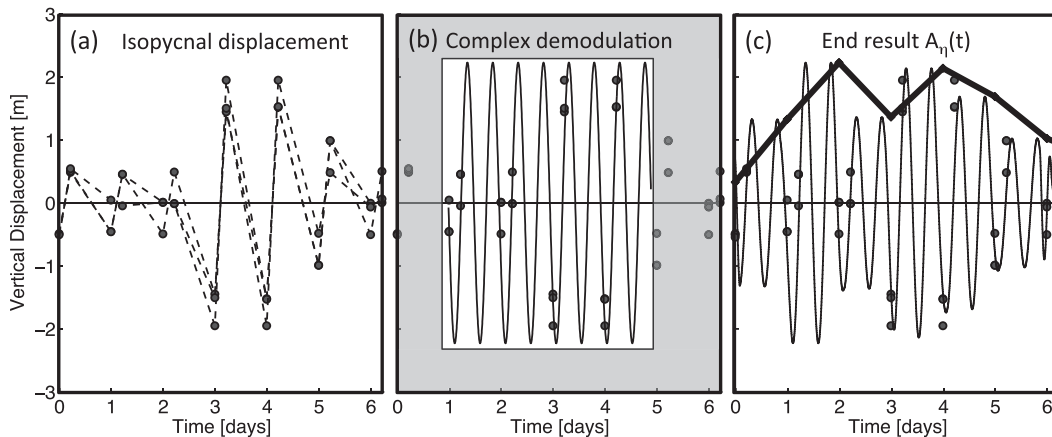 (a) Isopycnal displacement
(b) Complex demodulation
(c) End result Aη(t)
Vertical Displacement [m]
3
2
1
0
−1
−2
−3
0 1 2 3 4 5 6
0 1 2 3 4 5 6
0 1 2 3 4 5 6
Time [days]
Time [days]
Time [days]